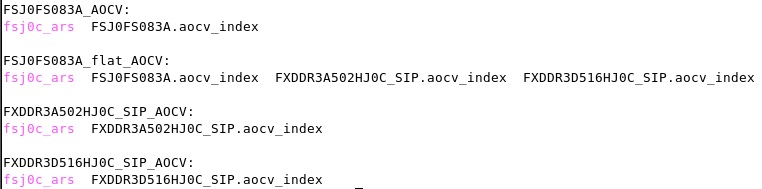 FSJ0FS083A_AOCV:
fsj0c_ars  FSJ0FS083A.aocv_index

FSJ0FS083A_flat_AOCV:
fsj0c_ars  FSJ0FS083A.aocv_index  FXDDR3A502HJ0C_SIP.aocv_index  FXDDR3D516HJ0C_SIP.aocv_index

FXDDR3A502HJ0C_SIP_AOCV:
fsj0c_ars  FXDDR3A502HJ0C_SIP.aocv_index

FXDDR3D516HJ0C_SIP_AOCV:
fsj0c_ars  FXDDR3D516HJ0C_SIP.aocv_index